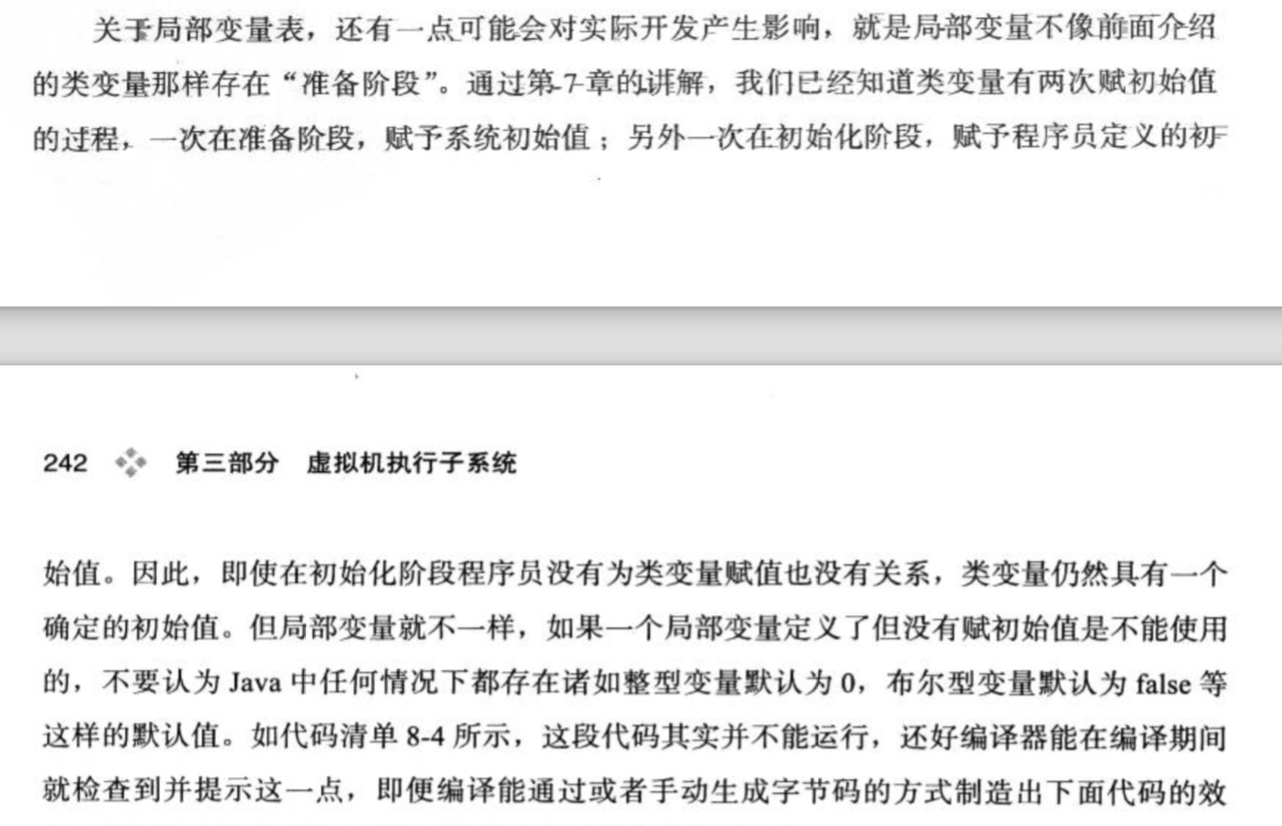 关于局部变量表，还有一点可能会对实际开发产生影响，就是局部变量不像前面介绍
的类变量那样存在“准备阶段”。通过第7章的讲解，我们已经知道类变量有两次赋初始值
的过程，一次在准备阶段，赋予系统初始值；另外一次在初始化阶段，赋予程序员定义的初
242 第三部分 虚拟机执行子系统
始值。因此，即使在初始化阶段程序员没有为类变量赋值也没有关系，类变量仍然具有一个
确定的初始值。但局部变量就不一样，如果一个局部变量定义了但没有赋初始值是不能使用
的，不要认为 Java 中任何情况下都存在诸如整型变量默认为 0，布尔型变量默认为 false 等
这样的默认值。如代码清单 8-4 所示，这段代码其实并不能运行，还好编译器能在编译期间
就检查到并提示这一点，即便编译能通过或者手动生成字节码的方式制造出下面代码的效